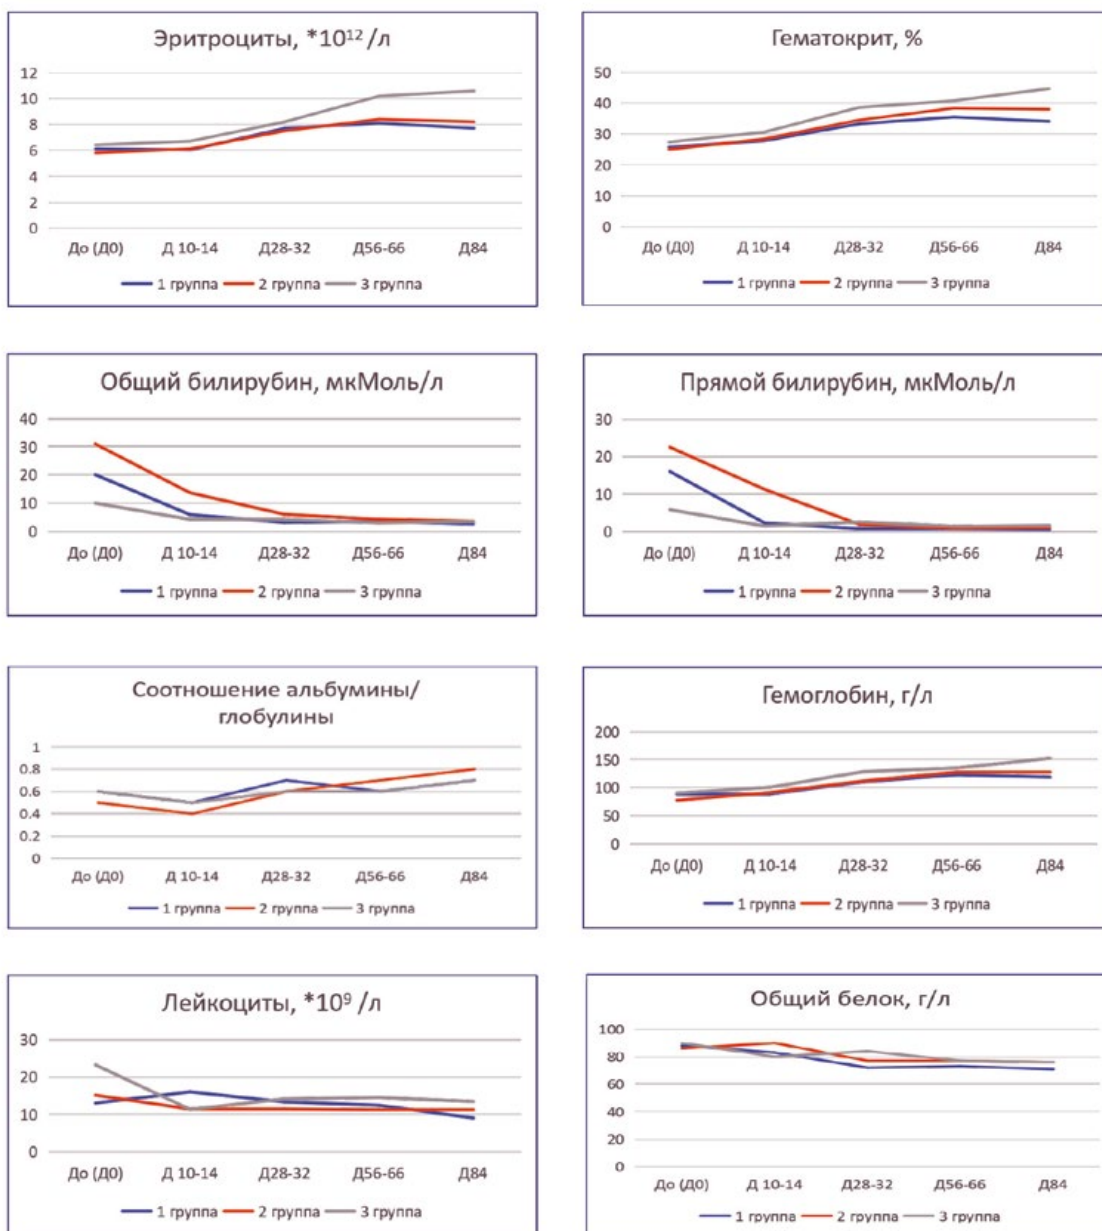 Эритроциты, *10¹² /л
12
10
8
6
4
2
0
До (Д0) Д 10-14 Д28-32 Д56-66 Д84
1 группа 2 группа 3 группа
Гематокрит, %
50
40
30
20
10
0
До (Д0) Д 10-14 Д28-32 Д56-66 Д84
1 группа 2 группа 3 группа
Общий билирубин, мкМоль/л
40
30
20
10
0
До (Д0) Д 10-14 Д28-32 Д56-66 Д84
1 группа 2 группа 3 группа
Прямой билирубин, мкМоль/л
30
20
10
0
До (Д0) Д 10-14 Д28-32 Д56-66 Д84
1 группа 2 группа 3 группа
Соотношение альбумины/
глобулины
1
0.8
0.6
0.4
0.2
0
До (Д0) Д 10-14 Д28-32 Д56-66 Д84
1 группа 2 группа 3 группа
Гемоглобин, г/л
200
150
100
50
0
До (Д0) Д 10-14 Д28-32 Д56-66 Д84
1 группа 2 группа 3 группа
Лейкоциты, *10⁹ /л
30
20
10
0
До (Д0) Д 10-14 Д28-32 Д56-66 Д84
1 группа 2 группа 3 группа
Общий белок, г/л
100
80
60
40
20
0
До (Д0) Д 10-14 Д28-32 Д56-66 Д84
1 группа 2 группа 3 группа